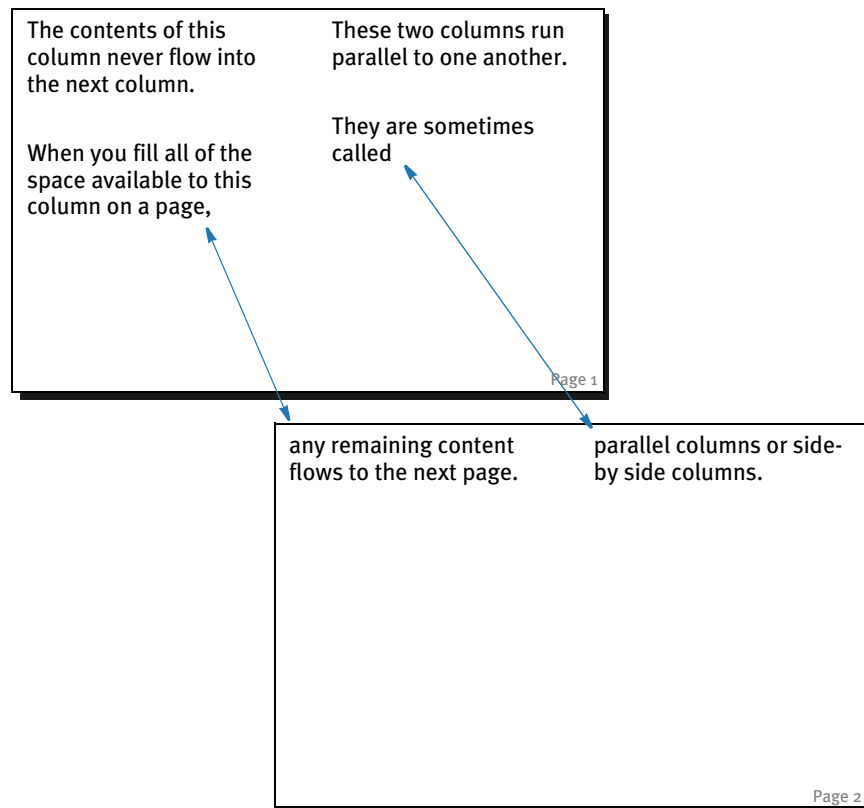 The contents of this
column never flow into
the next column.
When you fill all of the
space available to this
column on a page,
These two columns run
parallel to one another.
They are sometimes
called
Page 1
any remaining content
flows to the next page.
parallel columns or side-
by side columns.
Page 2